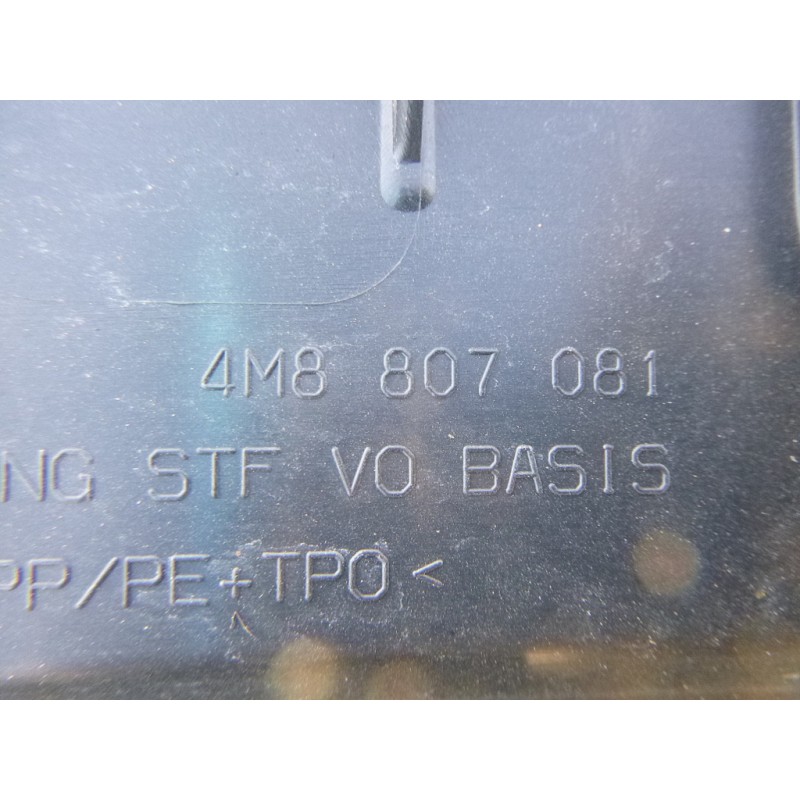 4M8 807 081
NG STF VO BASIS
PP/PE+TPO<